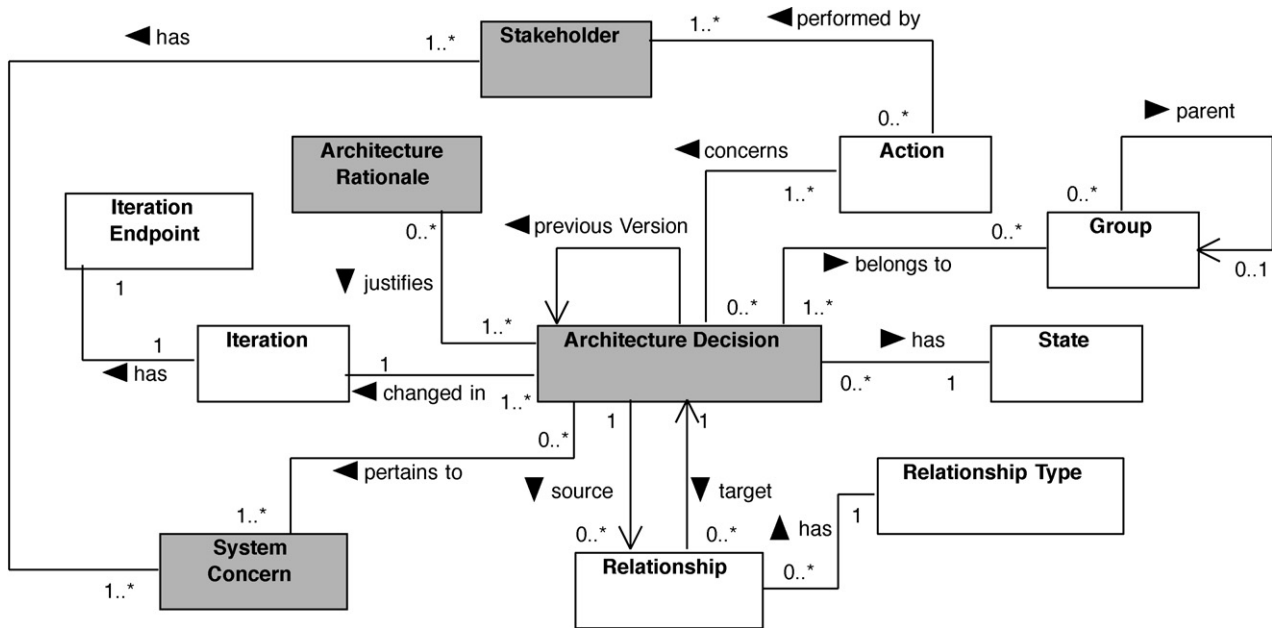 has
1..*
Stakeholder
1..*
performed by
0..*
parent
Architecture
Rationale
concerns
Action
1..*
0..*
Iteration
Endpoint
0..*
previous Version
0..*
Group
1
justifies
belongs to
0..1
1..*
0..*
1..*
1
Iteration
1
Architecture Decision
has
State
has
changed in
1..*
0..*
1
0..*
1
1
pertains to
source
target
Relationship Type
1..*
1
has
System
Concern
0..*
0..*
Relationship
0..*
1..*